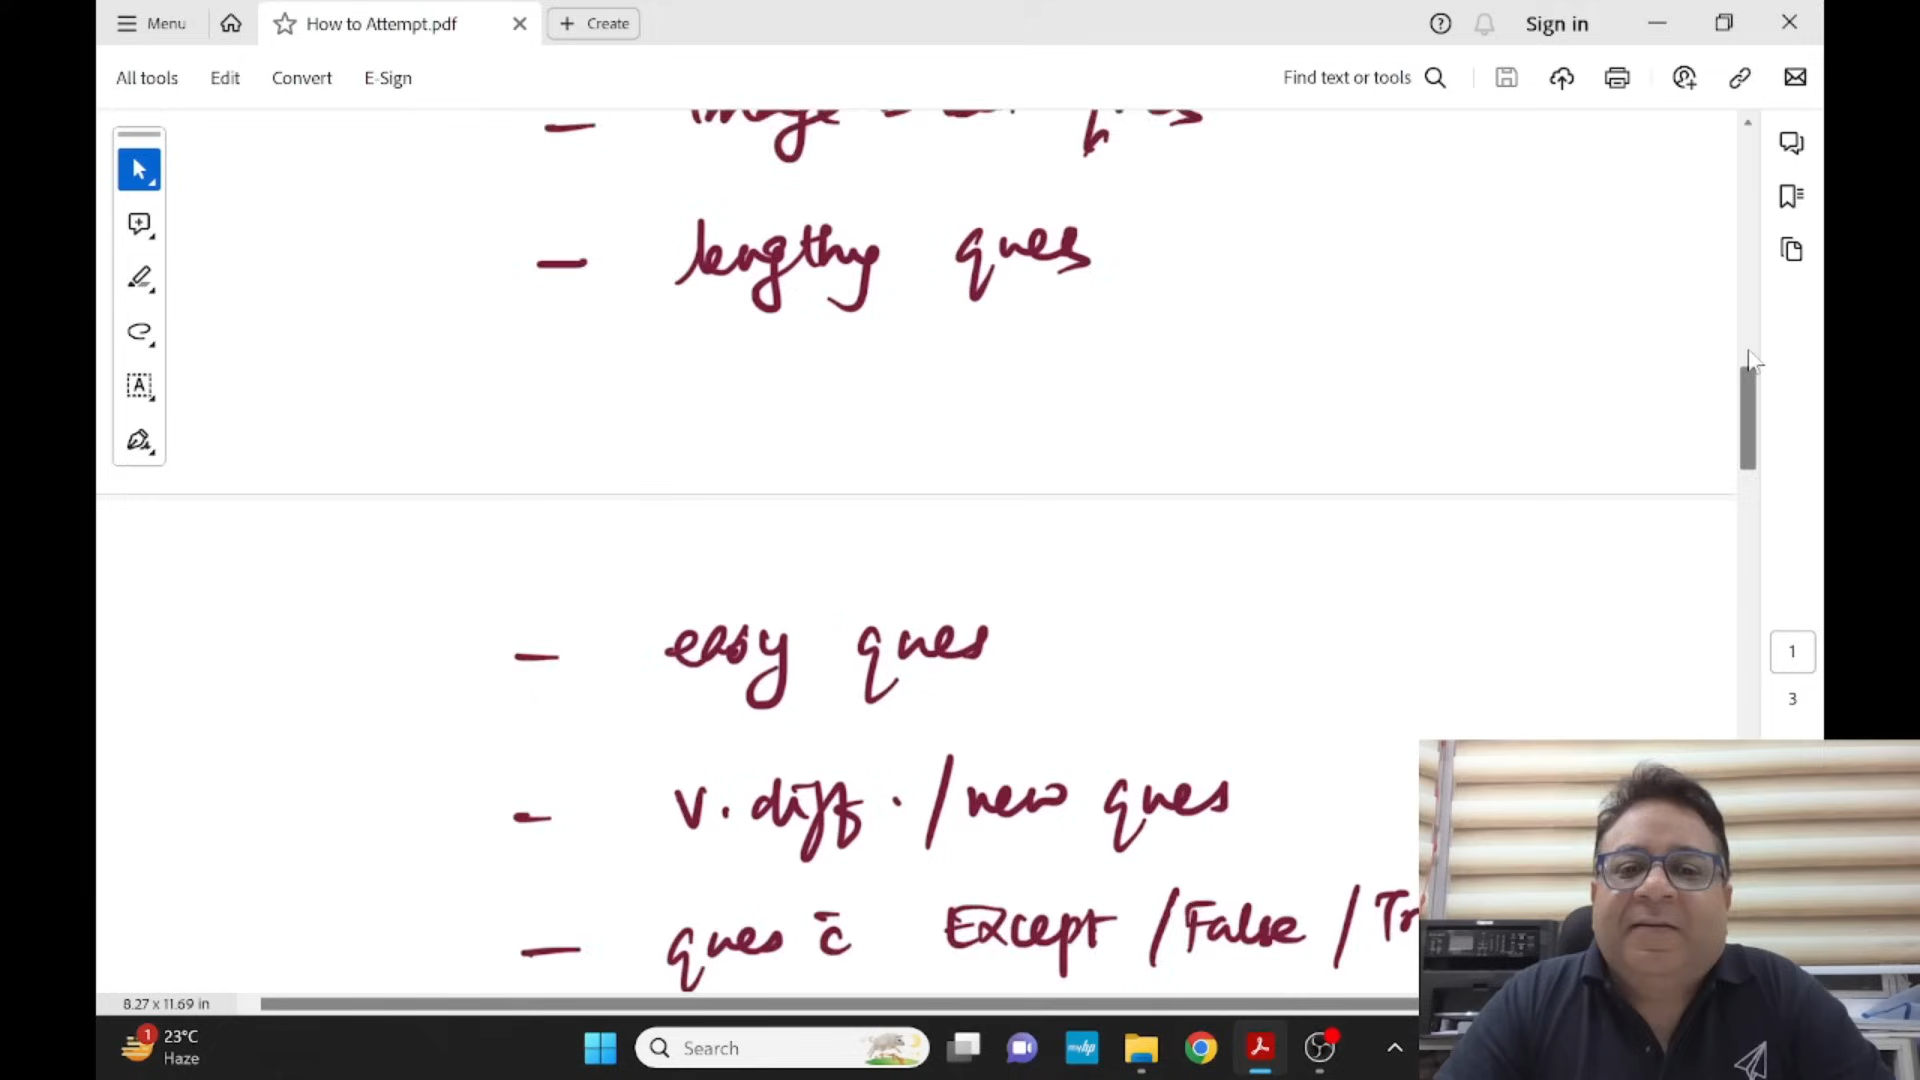 Menu
How to Attempt.pdf
Create
Sign in
All tools
Edit
Convert
E-Sign
Find text or tools
– lengthy ques
– easy ques
– v. diff. / new ques
– ques c̄ Except / False / Tr
1
3
8.27 x 11.69 in
1
23°C
Haze
Search
myhp